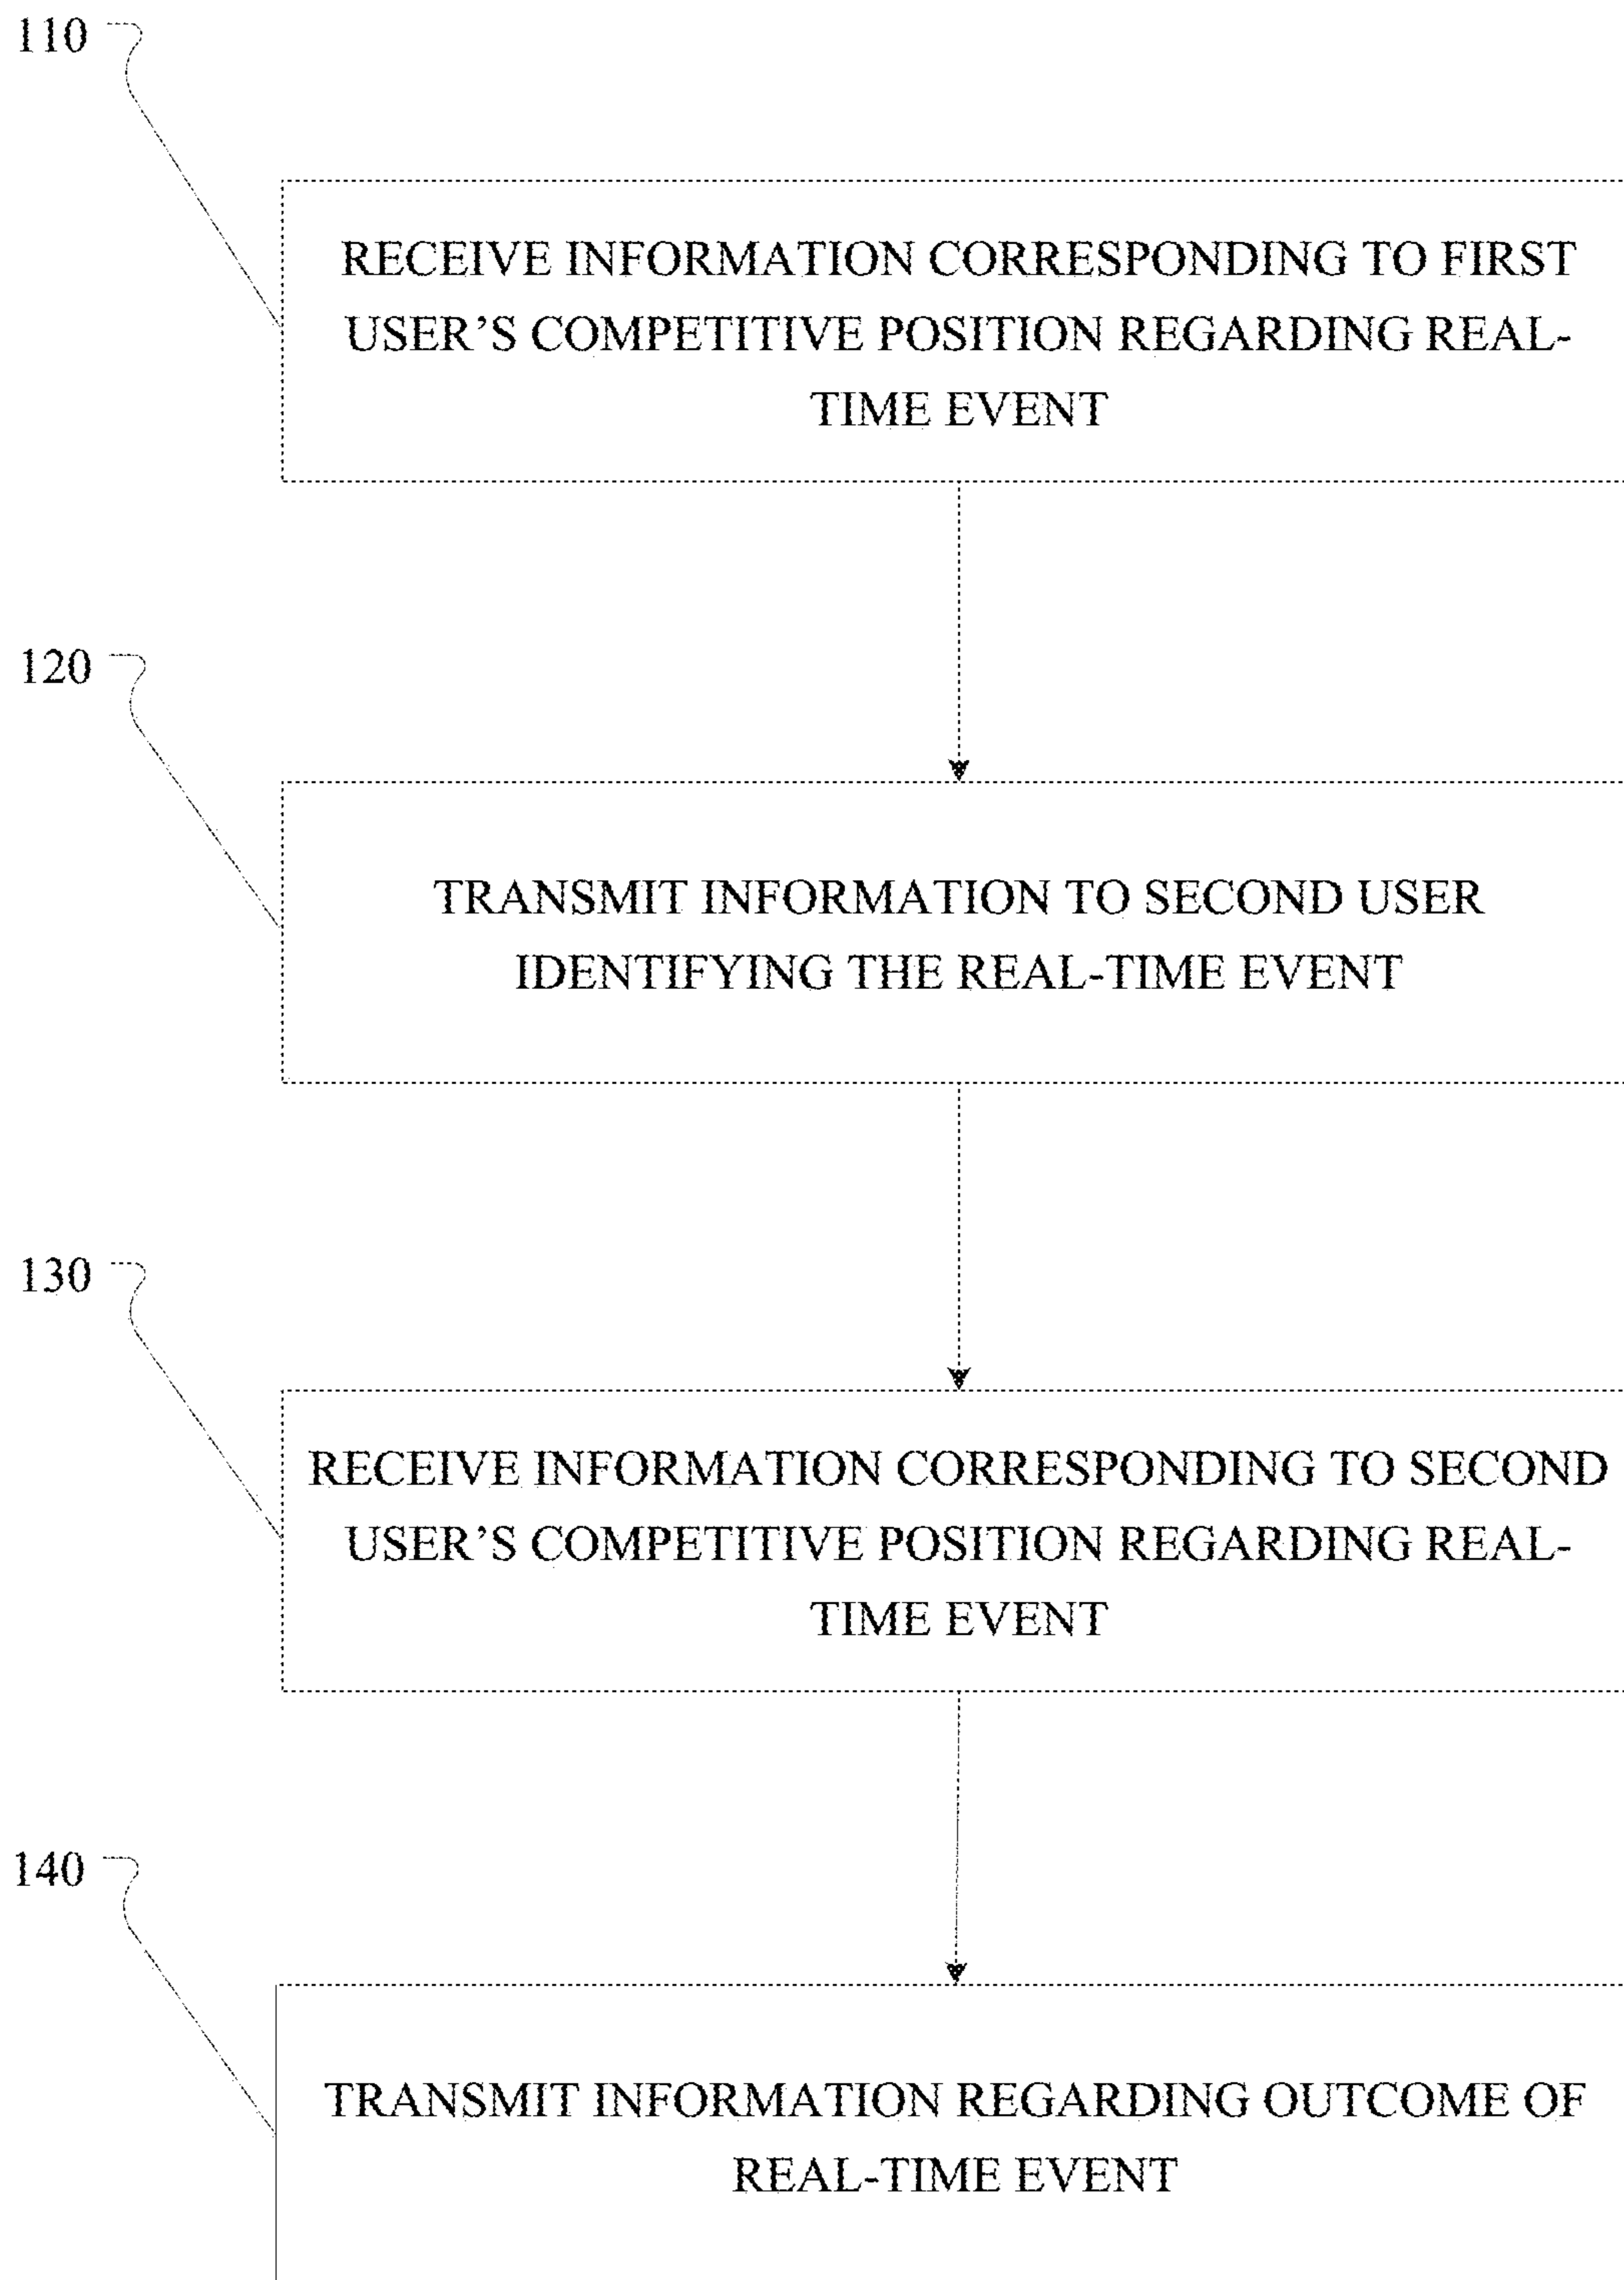 110
RECEIVE INFORMATION CORRESPONDING TO FIRST
USER’S COMPETITIVE POSITION REGARDING REAL-
TIME EVENT
120
TRANSMIT INFORMATION TO SECOND USER
IDENTIFYING THE REAL-TIME EVENT
130
RECEIVE INFORMATION CORRESPONDING TO SECOND
USER’S COMPETITIVE POSITION REGARDING REAL-
TIME EVENT
140
TRANSMIT INFORMATION REGARDING OUTCOME OF
REAL-TIME EVENT